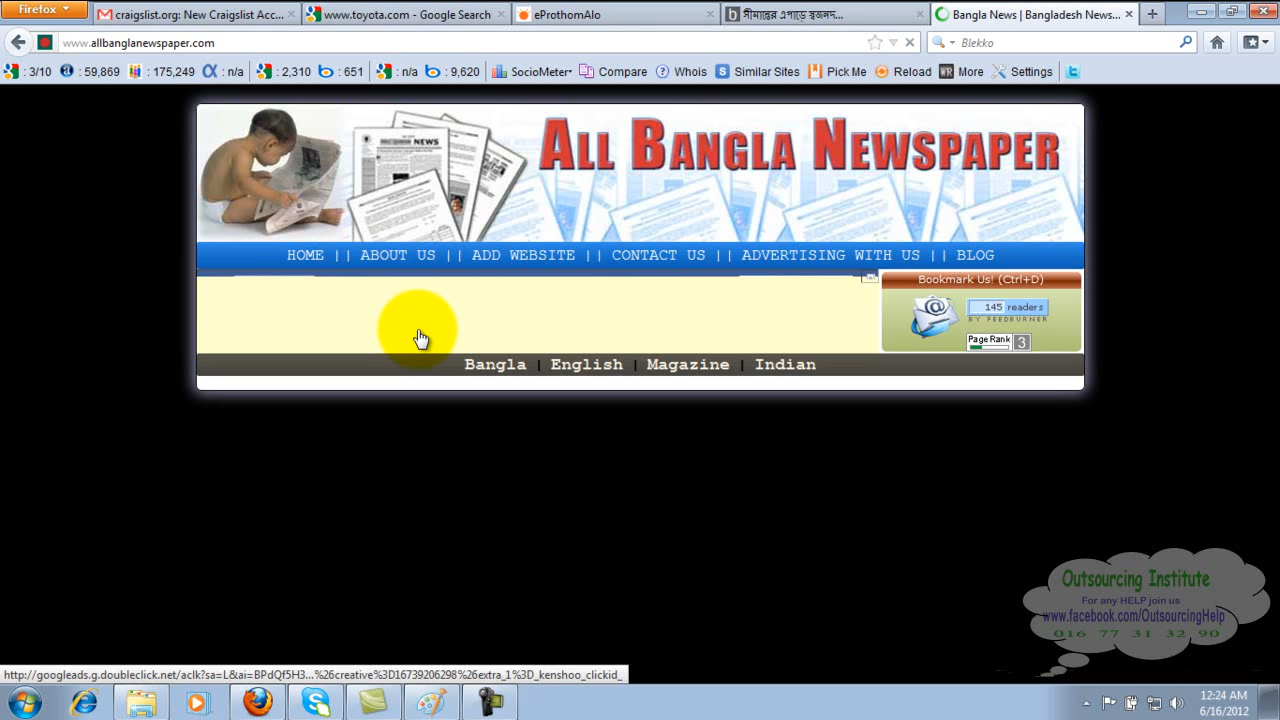 Firefox
craigslist.org: New Craigslist Acc...
www.toyota.com - Google Search
eProthomAlo
সীমান্তের এপাড়ে স্বজনদ...
Bangla News | Bangladesh News...
www.allbanglanewspaper.com
Blekko
: 3/10
: 59,869
: 175,249
: n/a
: 2,310
: 651
: n/a
: 9,620
SocioMeter
Compare
Whois
Similar Sites
Pick Me
Reload
More
Settings
NEWS
ALL BANGLA NEWSPAPER
HOME || ABOUT US || ADD WEBSITE || CONTACT US || ADVERTISING WITH US || BLOG
Bookmark Us! (Ctrl+D)
145 readers
BY FEEDBURNER
Page Rank 3
Bangla | English | Magazine | Indian
Outsourcing Institute
For any HELP join us
www.facebook.com/OutsourcingHelp
016 77 31 32 90
http://googleads.g.doubleclick.net/aclk?sa=L&ai=BPdQf5H3...%26creative%3D16739206298%26extra_1%3D_kenshoo_clickid_
12:24 AM
6/16/2012